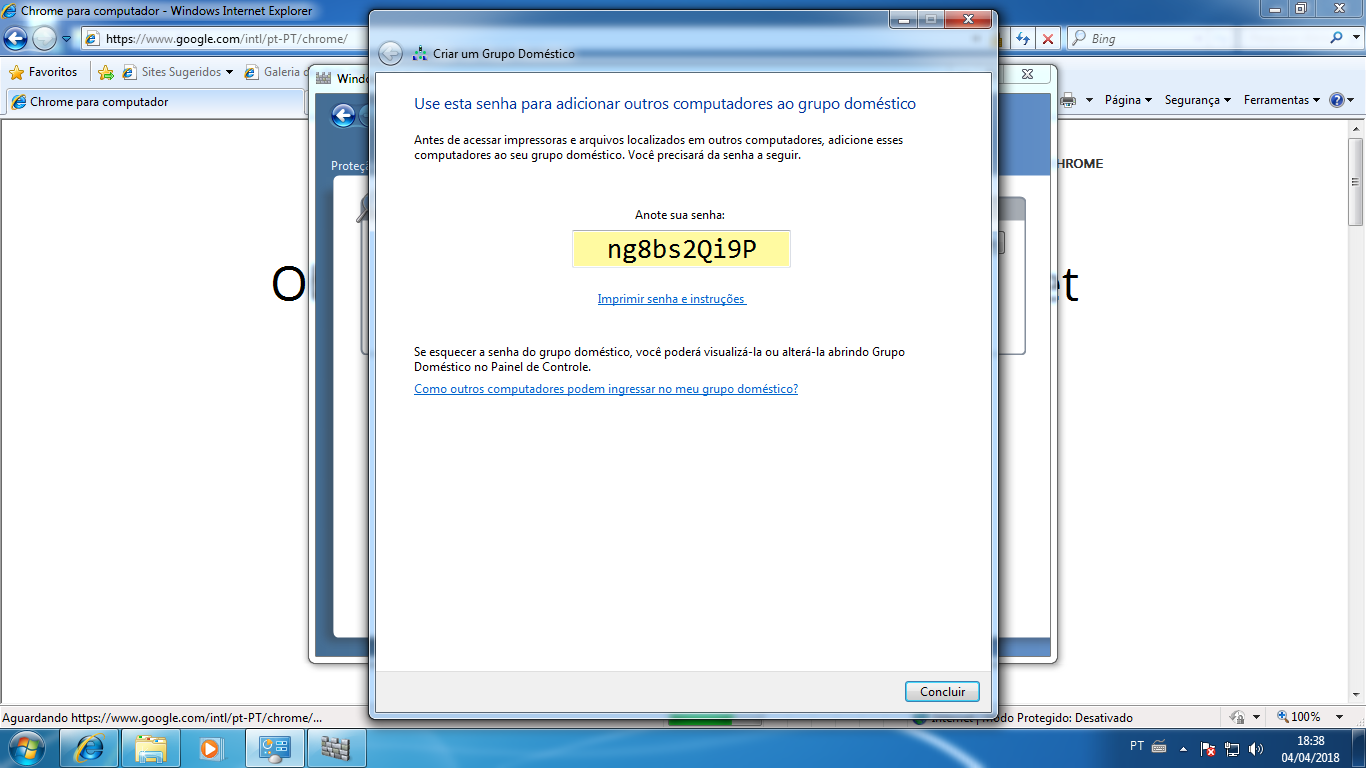 Chrome para computador - Windows Internet Explorer
https://www.google.com/intl/pt-PT/chrome/
Bing
Favoritos
Sites Sugeridos
Galeria d
Chrome para computador
Página
Segurança
Ferramentas
Wind
Proteçã
CHROME
O
et
Criar um Grupo Doméstico
Use esta senha para adicionar outros computadores ao grupo doméstico
Antes de acessar impressoras e arquivos localizados em outros computadores, adicione esses
computadores ao seu grupo doméstico. Você precisará da senha a seguir.
Anote sua senha:
ng8bs2Qi9P
Imprimir senha e instruções
Se esquecer a senha do grupo doméstico, você poderá visualizá-la ou alterá-la abrindo Grupo
Doméstico no Painel de Controle.
Como outros computadores podem ingressar no meu grupo doméstico?
Concluir
Aguardando https://www.google.com/intl/pt-PT/chrome/...
Internet | Modo Protegido: Desativado
100%
PT
18:38
04/04/2018